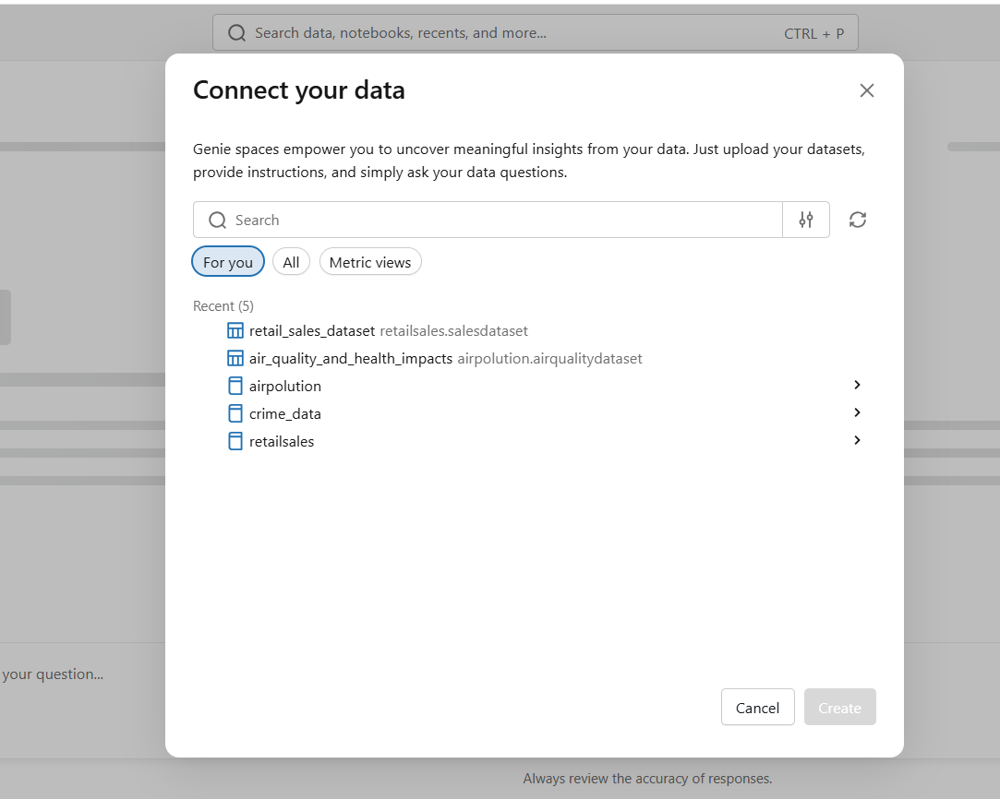 Search data, notebooks, recents, and more... CTRL + P
Connect your data
Genie spaces empower you to uncover meaningful insights from your data. Just upload your datasets,
provide instructions, and simply ask your data questions.
Search
For you All Metric views
Recent (5)
retail_sales_dataset retailsales.salesdataset
air_quality_and_health_impacts airpolution.airqualitydataset
airpolution
crime_data
retailsales
your question...
Cancel Create
Always review the accuracy of responses.